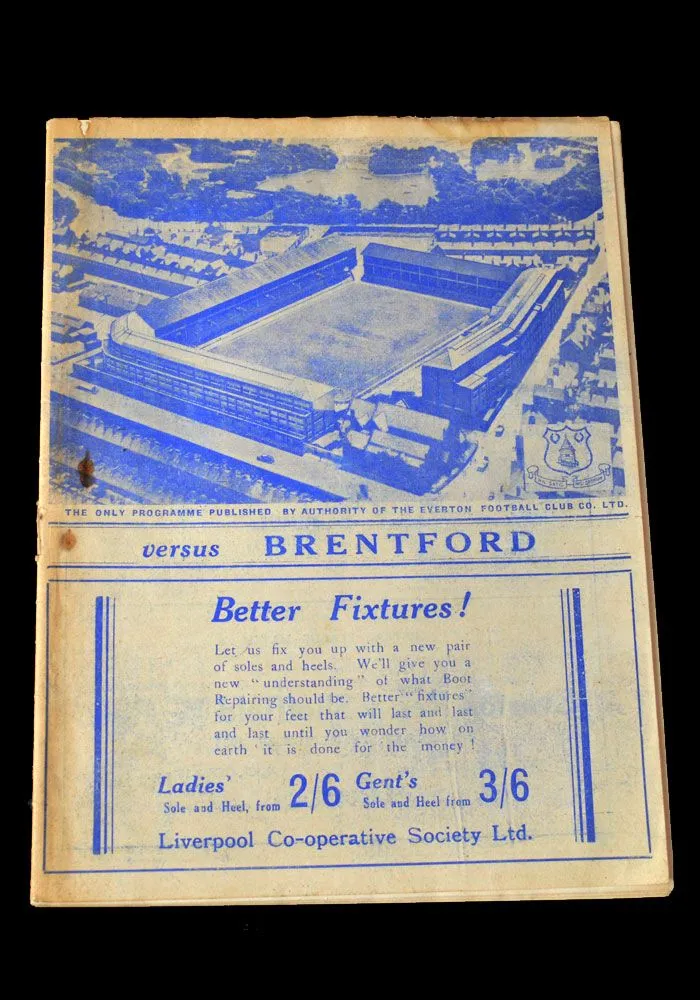 THE ONLY PROGRAMME PUBLISHED BY AUTHORITY OF THE EVERTON FOOTBALL CLUB CO. LTD.
versus BRENTFORD
Better Fixtures!
Let us fix you up with a new pair
of soles and heels. We'll give you a
new "understanding" of what Boot
Repairing should be. Better "fixtures"
for your feet that will last and last
and last until you wonder how on
earth it is done for the money!
Ladies' 2/6 Gent's 3/6
Sole and Heel, from Sole and Heel from
Liverpool Co-operative Society Ltd.